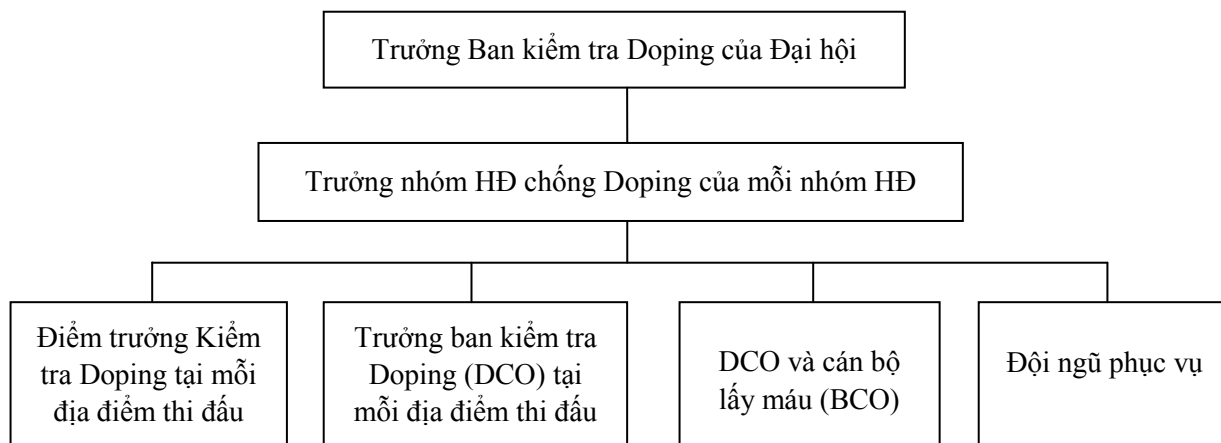 Trưởng Ban kiểm tra Doping của Đại hội
Trưởng nhóm HĐ chống Doping của mỗi nhóm HĐ
Điểm trưởng Kiểm
tra Doping tại mỗi
địa điểm thi đấu
Trưởng ban kiểm tra
Doping (DCO) tại
mỗi địa điểm thi đấu
DCO và cán bộ
lấy máu (BCO)
Đội ngũ phục vụ